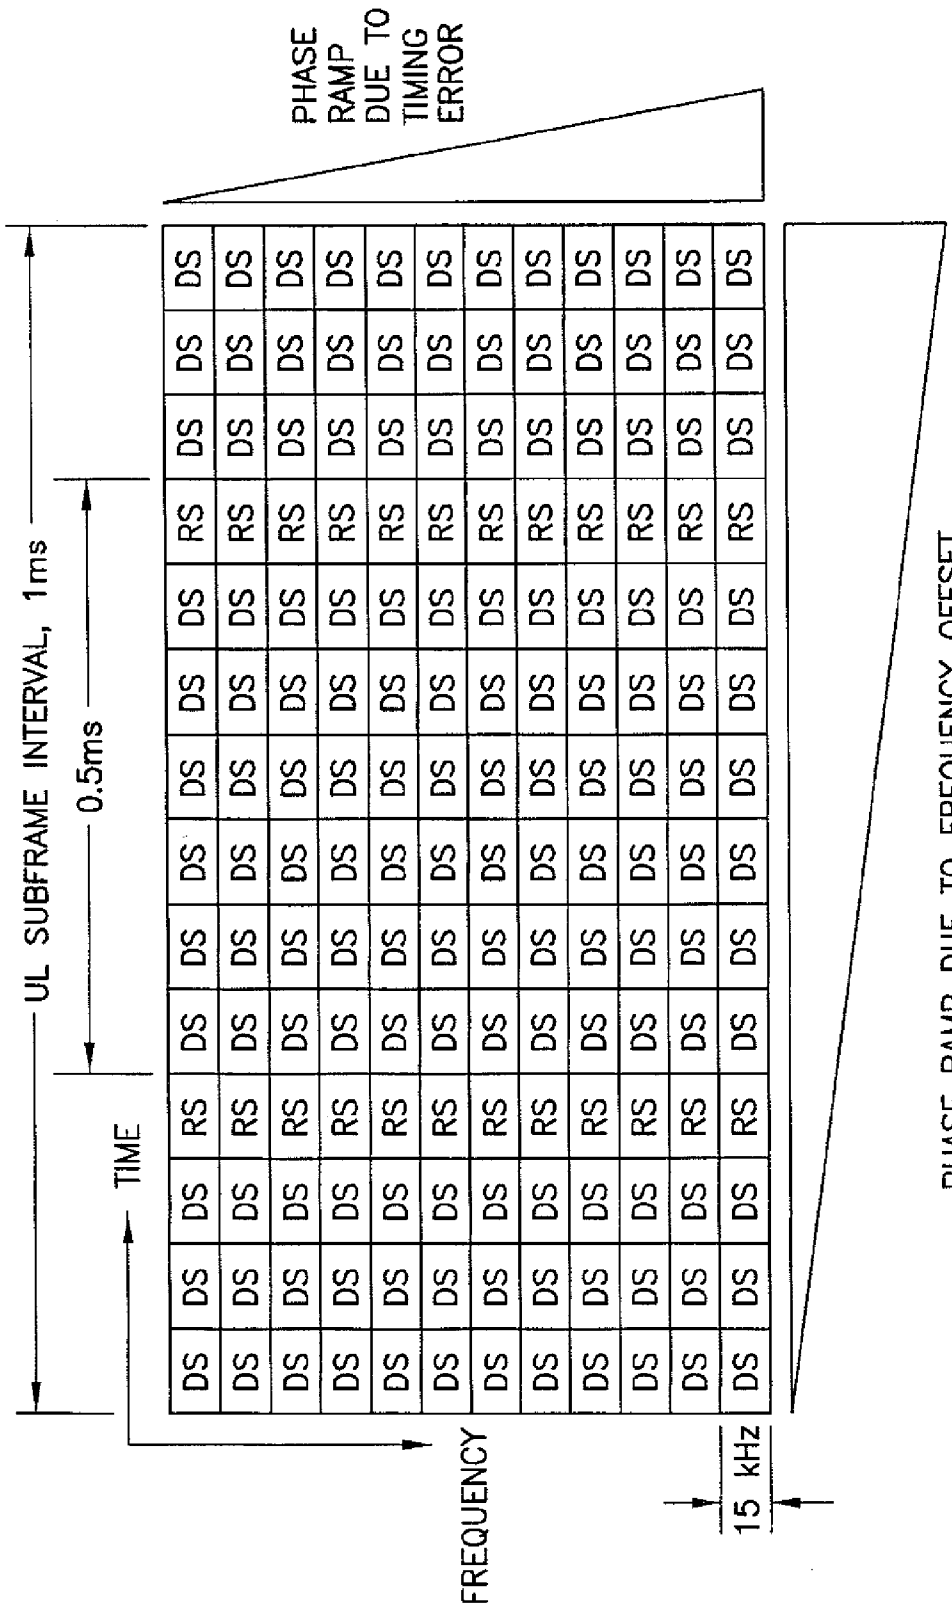 UL SUBFRAME INTERVAL, 1ms
0.5ms
TIME
FREQUENCY
DS DS DS RS DS DS DS DS DS DS RS DS DS DS
DS DS DS RS DS DS DS DS DS DS RS DS DS DS
DS DS DS RS DS DS DS DS DS DS RS DS DS DS
DS DS DS RS DS DS DS DS DS DS RS DS DS DS
DS DS DS RS DS DS DS DS DS DS RS DS DS DS
DS DS DS RS DS DS DS DS DS DS RS DS DS DS
DS DS DS RS DS DS DS DS DS DS RS DS DS DS
DS DS DS RS DS DS DS DS DS DS RS DS DS DS
DS DS DS RS DS DS DS DS DS DS RS DS DS DS
DS DS DS RS DS DS DS DS DS DS RS DS DS DS
DS DS DS RS DS DS DS DS DS DS RS DS DS DS
DS DS DS RS DS DS DS DS DS DS RS DS DS DS
15 kHz
PHASE
RAMP
DUE TO
TIMING
ERROR
PHASE RAMP DUE TO FREQUENCY OFFSET